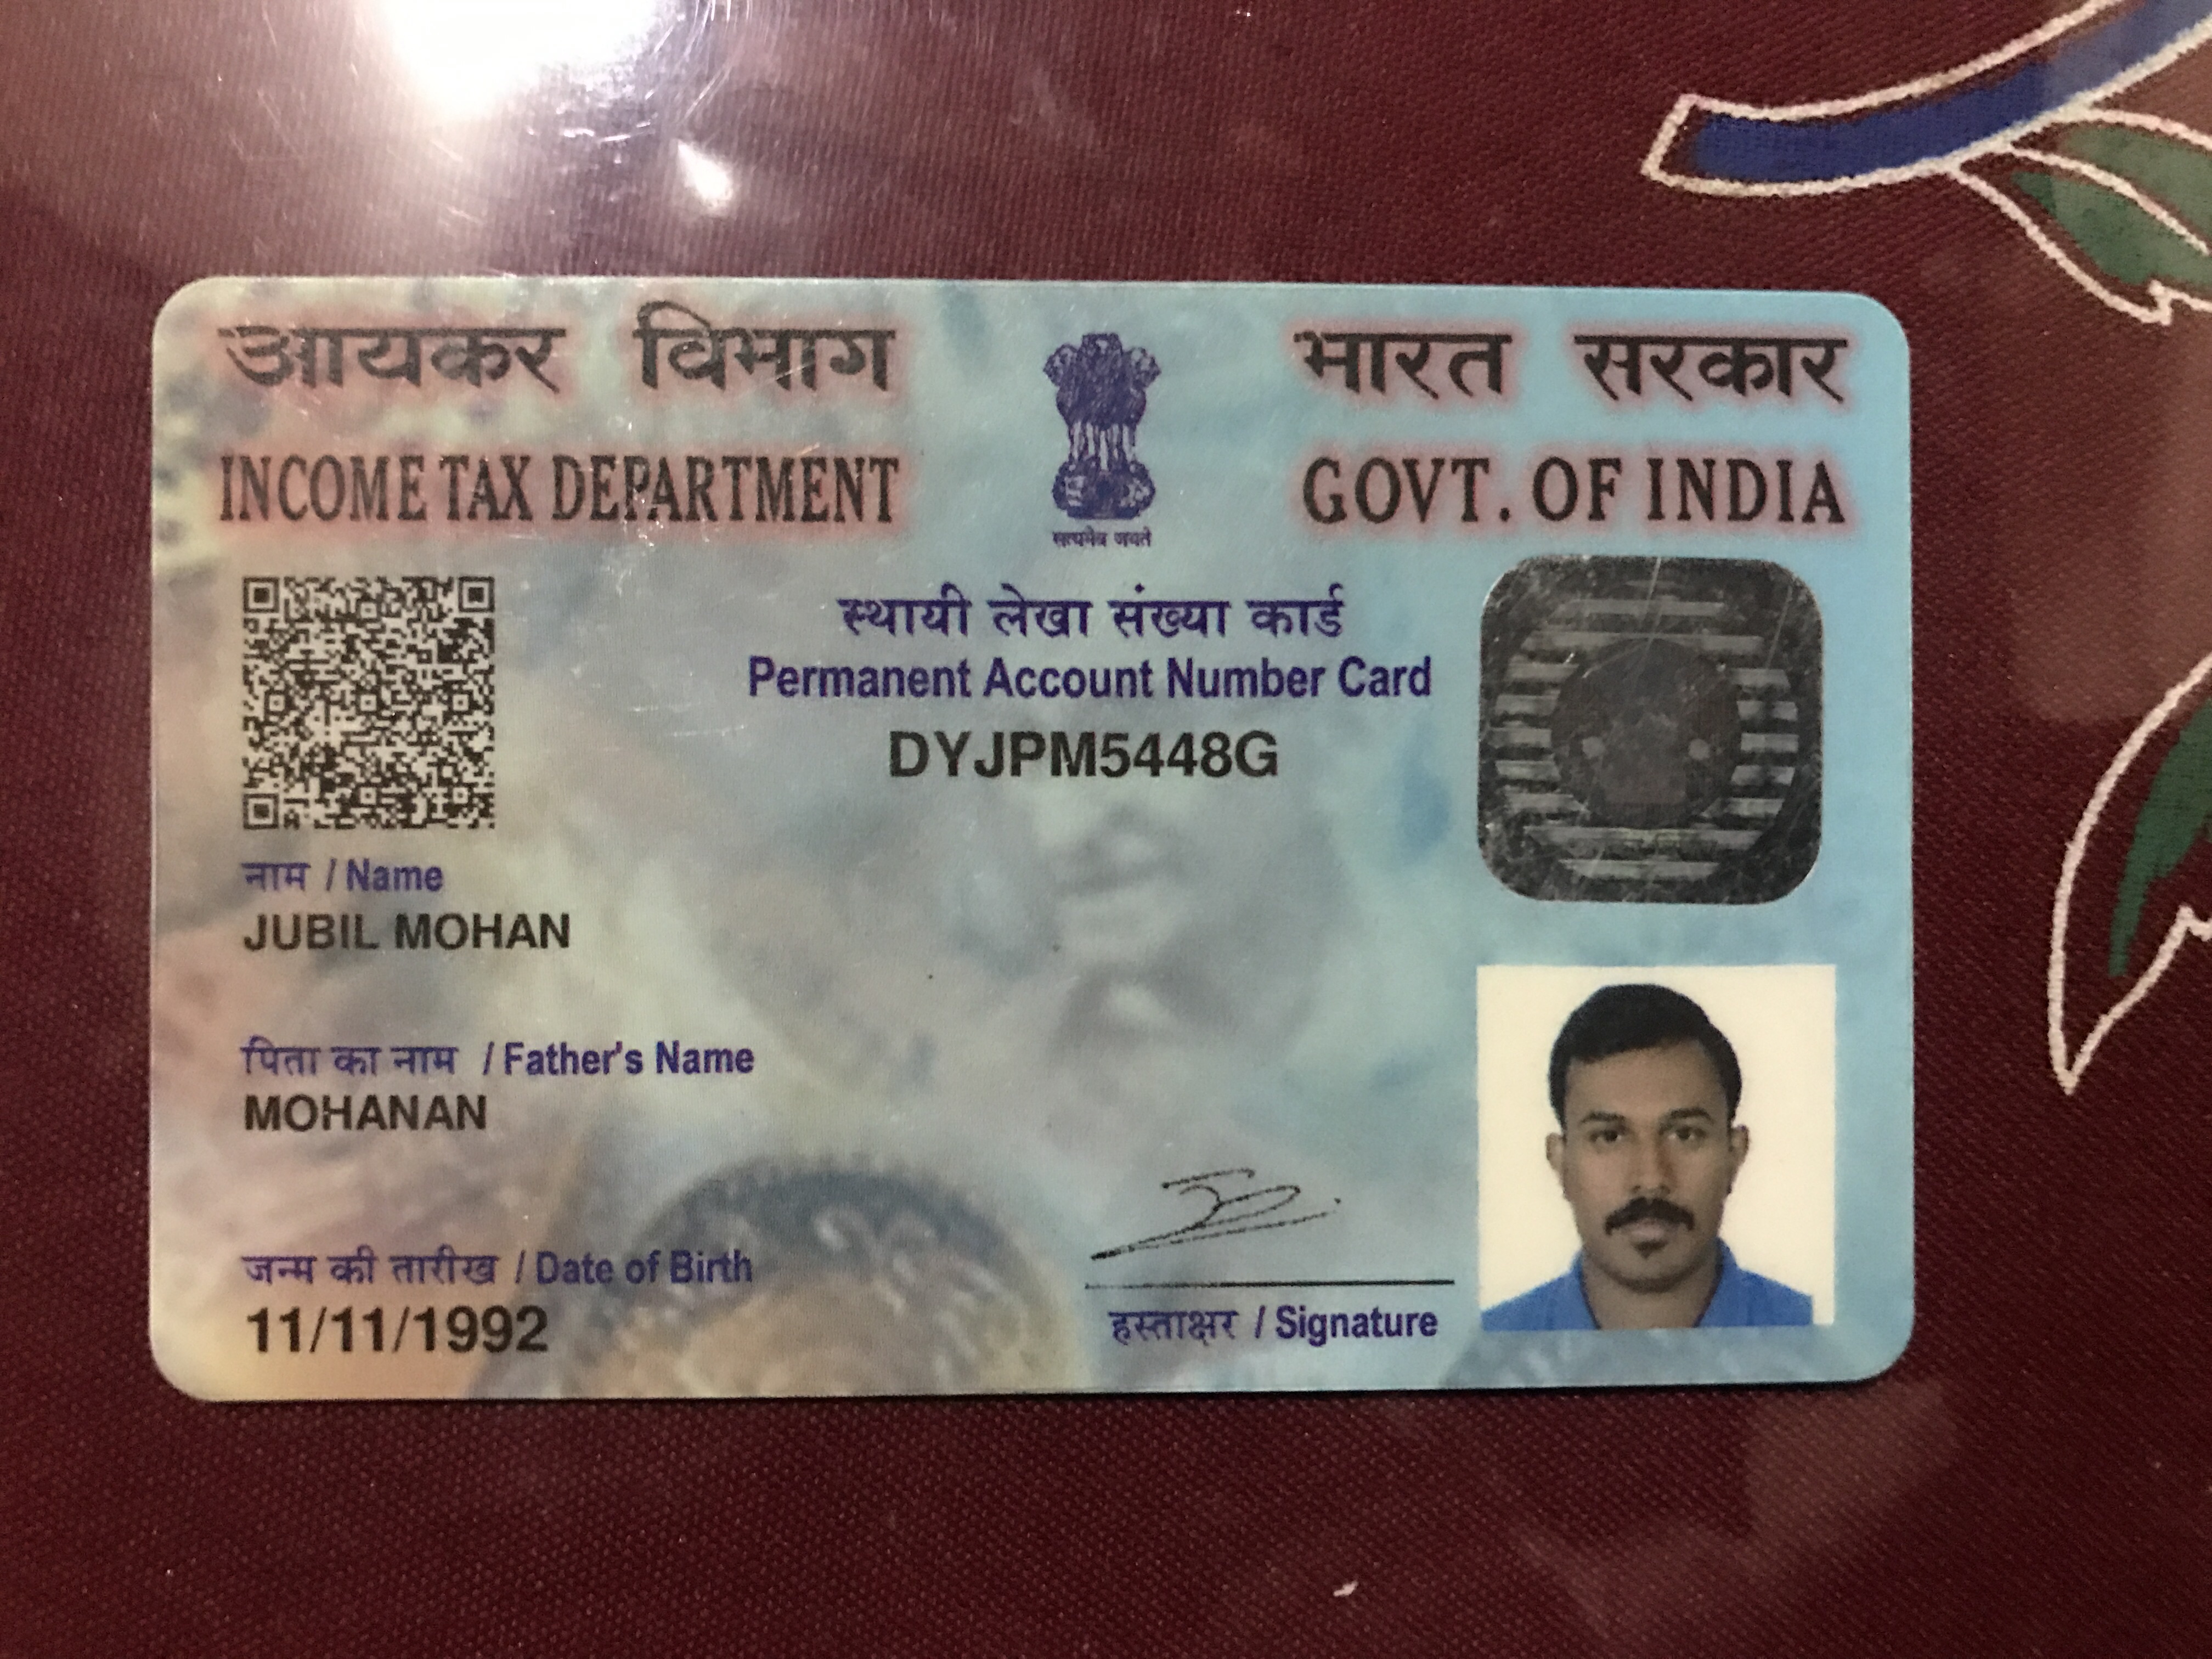 आयकर विभाग
INCOME TAX DEPARTMENT
सत्यमेव जयते
भारत सरकार
GOVT. OF INDIA
स्थायी लेखा संख्या कार्ड
Permanent Account Number Card
DYJPM5448G
नाम / Name
JUBIL MOHAN
पिता का नाम / Father's Name
MOHANAN
जन्म की तारीख / Date of Birth
11/11/1992
हस्ताक्षर / Signature